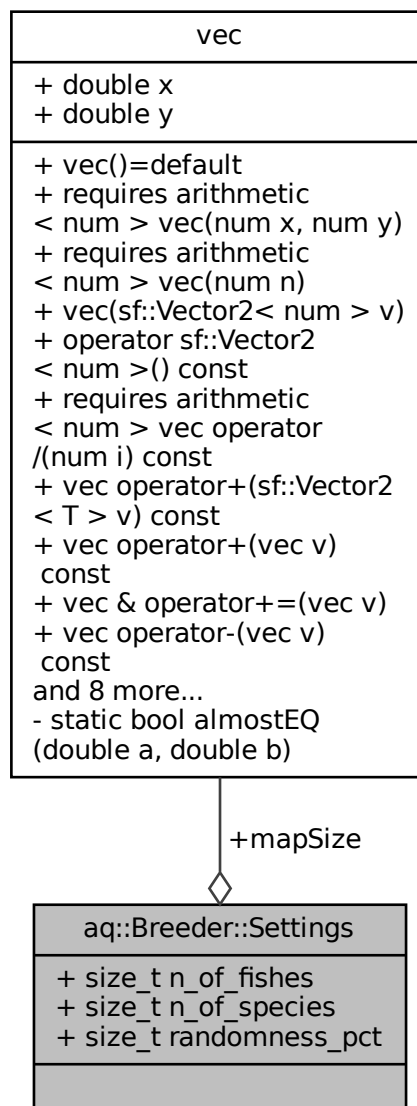 vec
+ double x
+ double y
+ vec()=default
+ requires arithmetic
< num > vec(num x, num y)
+ requires arithmetic
< num > vec(num n)
+ vec(sf::Vector2< num > v)
+ operator sf::Vector2
< num >() const
+ requires arithmetic
< num > vec operator
/(num i) const
+ vec operator+(sf::Vector2
< T > v) const
+ vec operator+(vec v)
const
+ vec & operator+=(vec v)
+ vec operator-(vec v)
const
and 8 more...
- static bool almostEQ
(double a, double b)
+mapSize
aq::Breeder::Settings
+ size_t n_of_fishes
+ size_t n_of_species
+ size_t randomness_pct